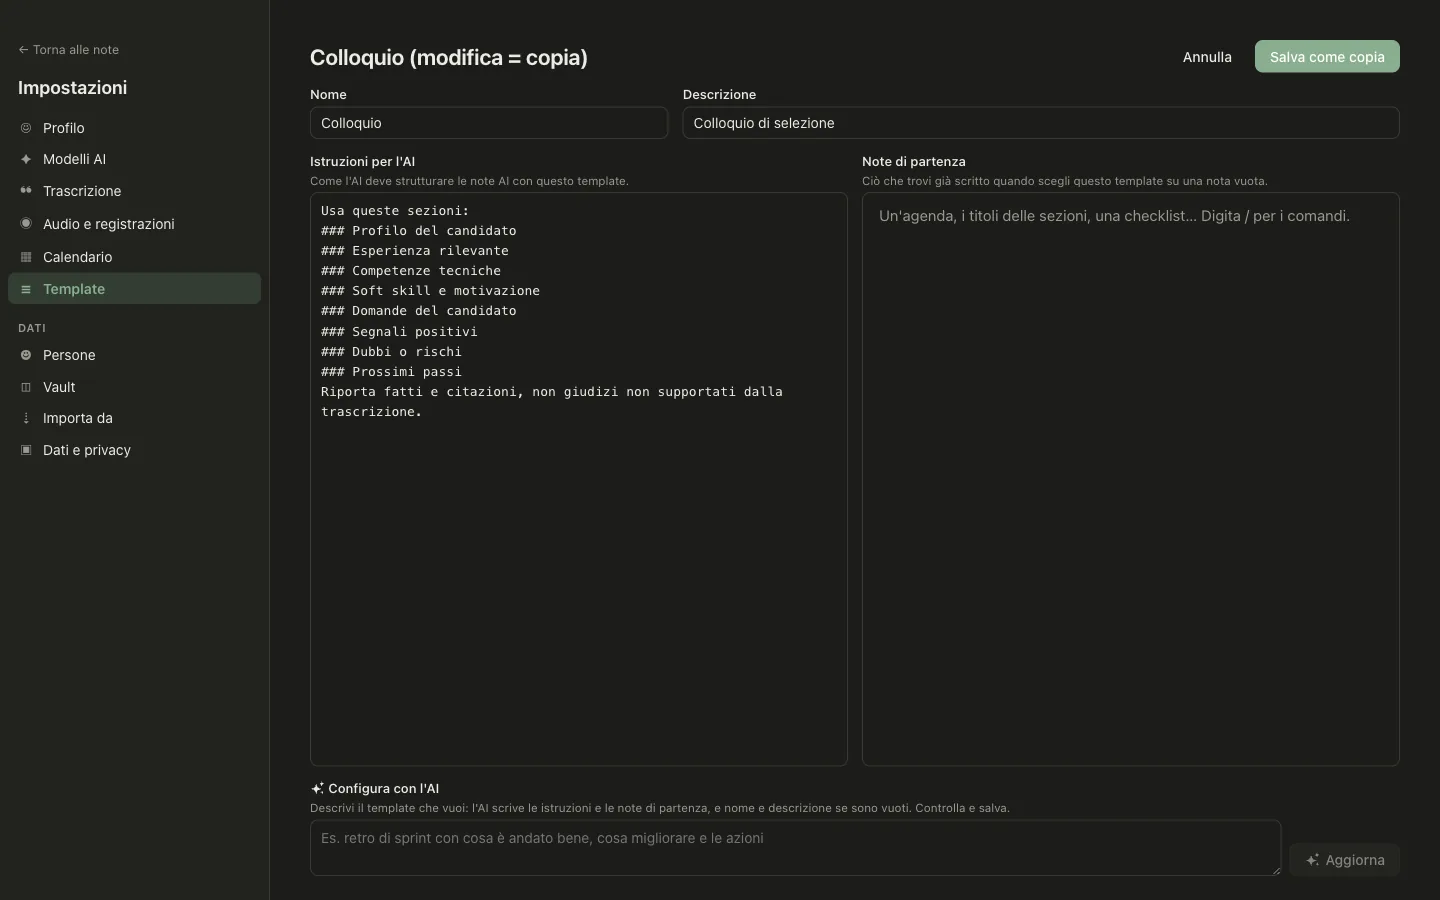 ← Torna alle note
Impostazioni
Profilo
Modelli AI
Trascrizione
Audio e registrazioni
Calendario
Template
DATI
Persone
Vault
Importa da
Dati e privacy
Colloquio (modifica = copia)
Annulla
Salva come copia
Nome
Colloquio
Descrizione
Colloquio di selezione
Istruzioni per l'AI
Come l'AI deve strutturare le note AI con questo template.
Usa queste sezioni:
### Profilo del candidato
### Esperienza rilevante
### Competenze tecniche
### Soft skill e motivazione
### Domande del candidato
### Segnali positivi
### Dubbi o rischi
### Prossimi passi
Riporta fatti e citazioni, non giudizi non supportati dalla
trascrizione.
Note di partenza
Ciò che trovi già scritto quando scegli questo template su una nota vuota.
Un'agenda, i titoli delle sezioni, una checklist... Digita / per i comandi.
Configura con l'AI
Descrivi il template che vuoi: l'AI scrive le istruzioni e le note di partenza, e nome e descrizione se sono vuoti. Controlla e salva.
Es. retro di sprint con cosa è andato bene, cosa migliorare e le azioni
Aggiorna